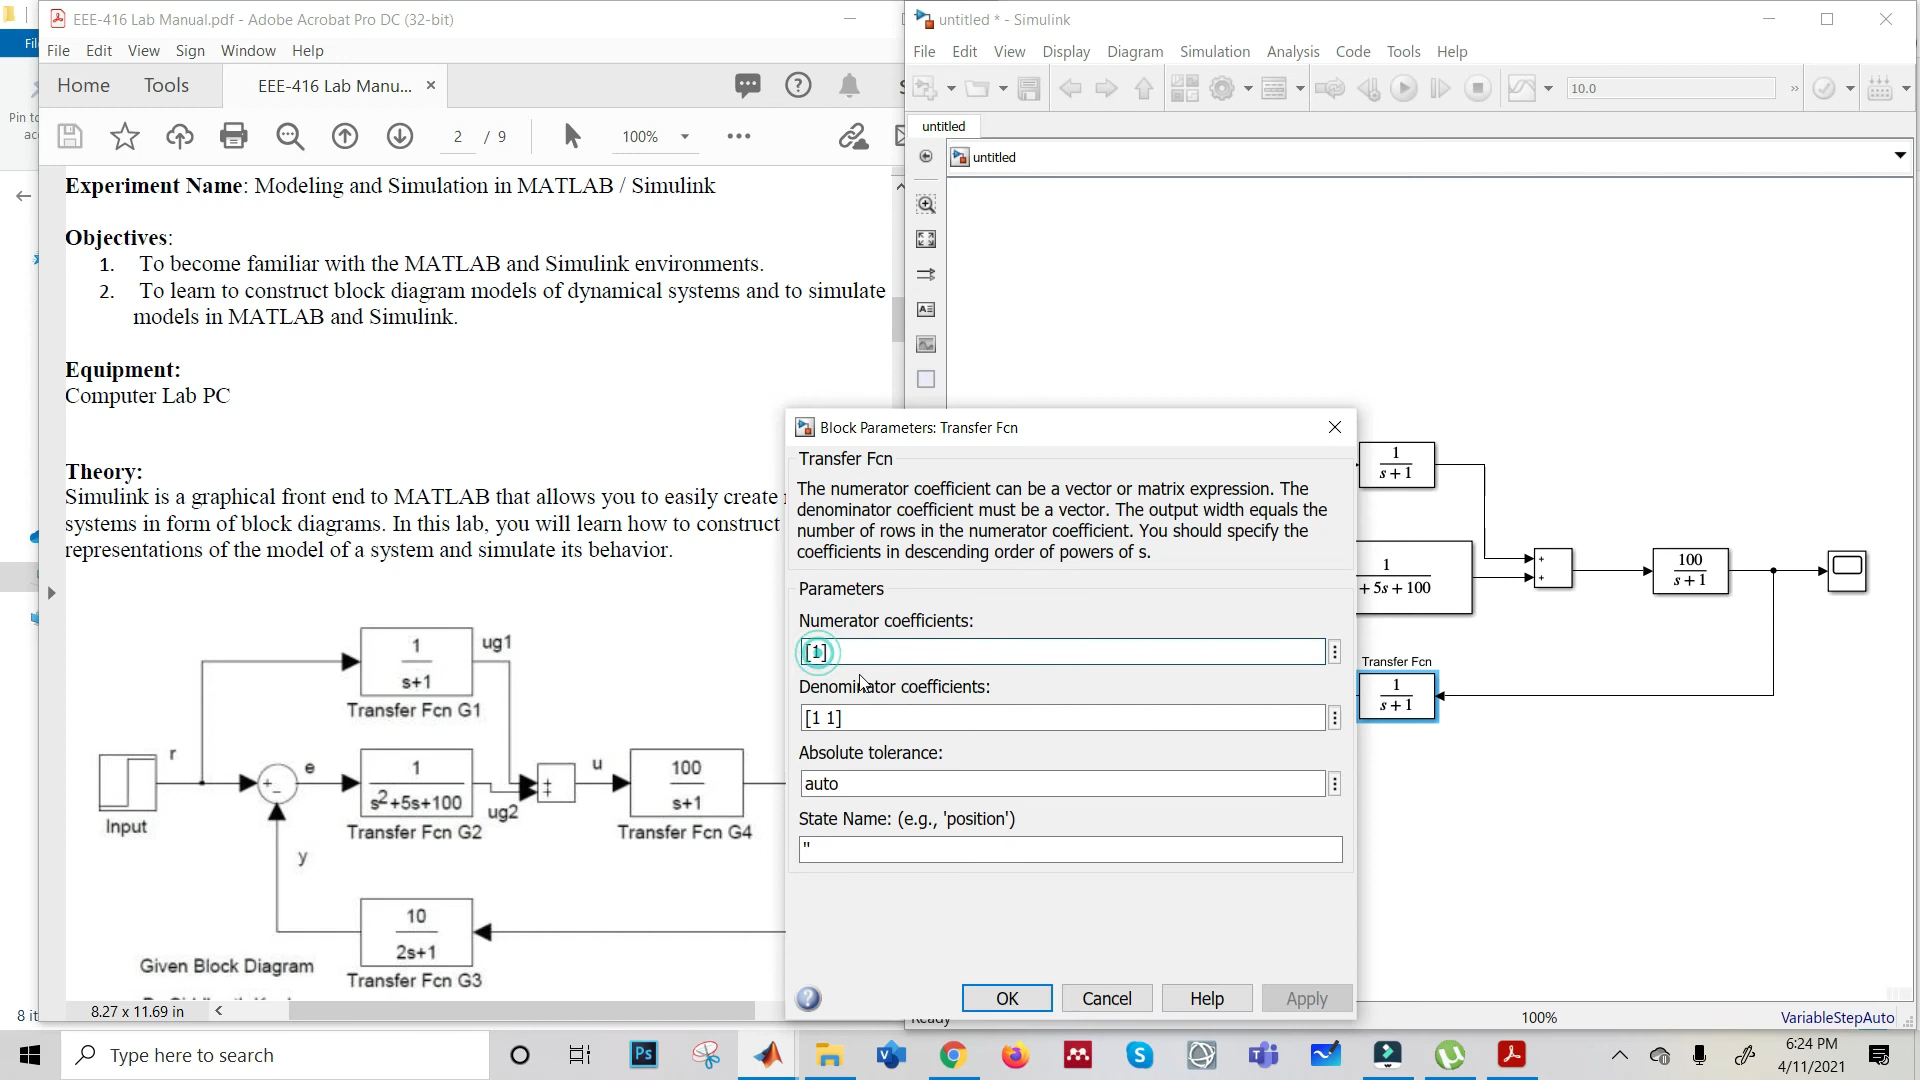 EEE-416 Lab Manual.pdf - Adobe Acrobat Pro DC (32-bit)
File Edit View Sign Window Help
Home Tools EEE-416 Lab Manu... ×
2 / 9 100%
Experiment Name: Modeling and Simulation in MATLAB / Simulink
Objectives:
1. To become familiar with the MATLAB and Simulink environments.
2. To learn to construct block diagram models of dynamical systems and to simulate
models in MATLAB and Simulink.
Equipment:
Computer Lab PC
Theory:
Simulink is a graphical front end to MATLAB that allows you to easily create
systems in form of block diagrams. In this lab, you will learn how to construct
representations of the model of a system and simulate its behavior.
1
s+1
ug1
Transfer Fcn G1
r
e
1
s2+5s+100
ug2
u
100
s+1
Input
Transfer Fcn G2
Transfer Fcn G4
y
10
2s+1
Given Block Diagram
Transfer Fcn G3
8.27 x 11.69 in
untitled * - Simulink
File Edit View Display Diagram Simulation Analysis Code Tools Help
10.0
untitled
untitled
1
s+1
1
+ 5s + 100
+
+
100
s+1
Transfer Fcn
1
s+1
Ready 100% VariableStepAuto
Block Parameters: Transfer Fcn
Transfer Fcn
The numerator coefficient can be a vector or matrix expression. The
denominator coefficient must be a vector. The output width equals the
number of rows in the numerator coefficient. You should specify the
coefficients in descending order of powers of s.
Parameters
Numerator coefficients:
[1]
Denominator coefficients:
[1 1]
Absolute tolerance:
auto
State Name: (e.g., 'position')
''
OK Cancel Help Apply
Fil
Pin to
ac
8 it
Type here to search
Ps
6:24 PM
4/11/2021